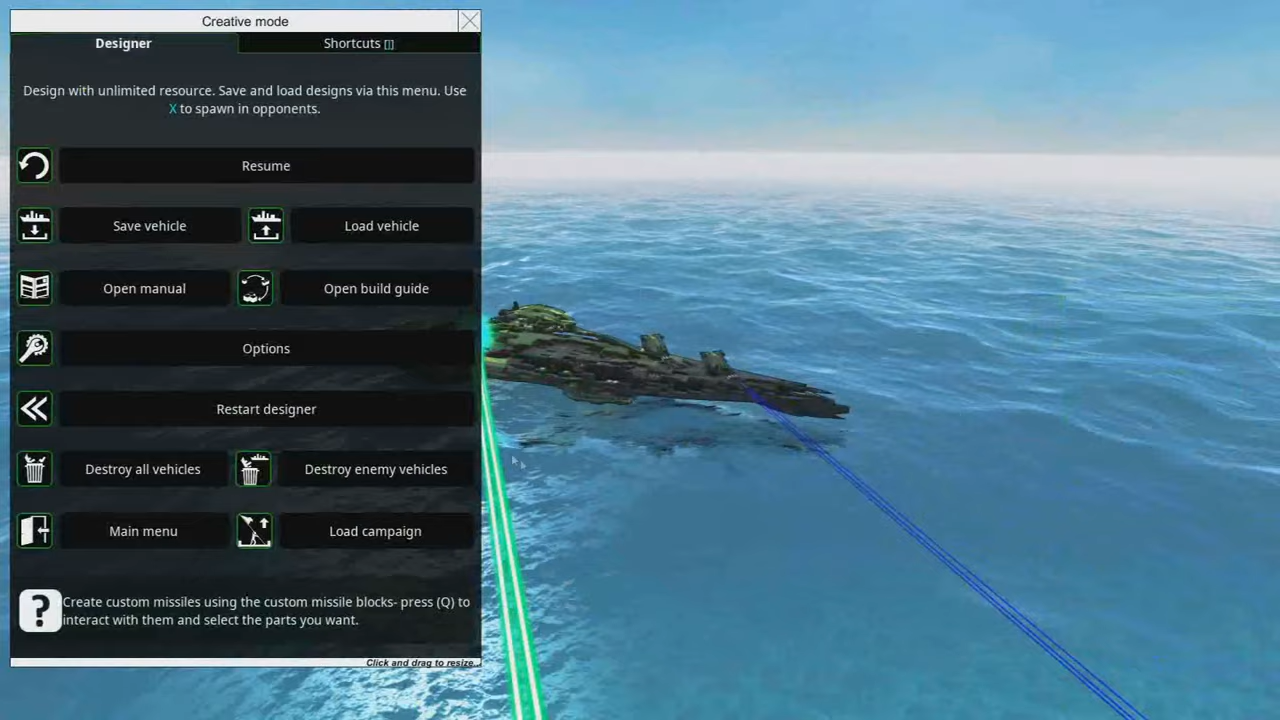 Creative mode
Designer
Shortcuts []]
Design with unlimited resource. Save and load designs via this menu. Use
X to spawn in opponents.
Resume
Save vehicle
Load vehicle
Open manual
Open build guide
Options
Restart designer
Destroy all vehicles
Destroy enemy vehicles
Main menu
Load campaign
?
Create custom missiles using the custom missile blocks- press (Q) to
interact with them and select the parts you want.
Click and drag to resize...